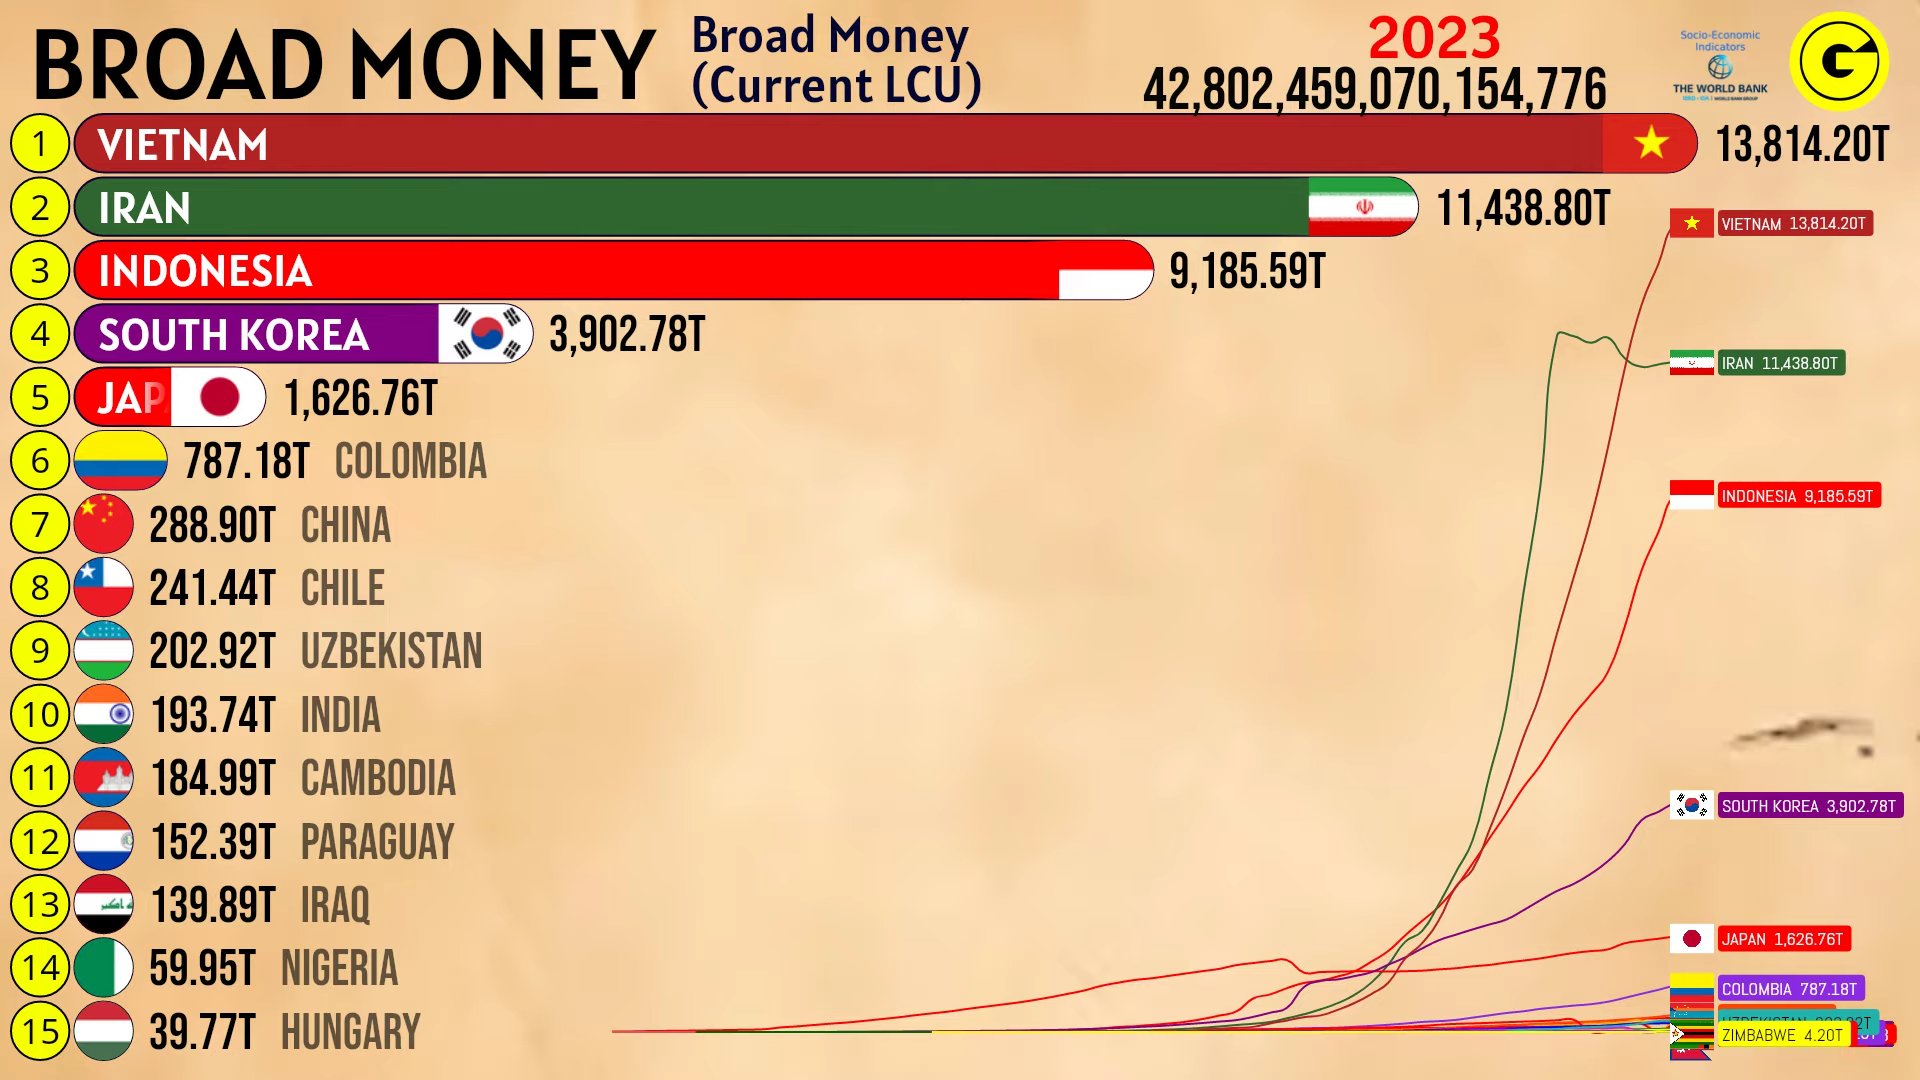 BROAD MONEY
Broad Money
(Current LCU)
2023
42,802,459,070,154,776
Socio-Economic
Indicators
THE WORLD BANK
G
1 VIETNAM 13,814.20T
2 IRAN 11,438.80T
3 INDONESIA 9,185.59T
4 SOUTH KOREA 3,902.78T
5 JAP 1,626.76T
6 787.18T COLOMBIA
7 288.90T CHINA
8 241.44T CHILE
9 202.92T UZBEKISTAN
10 193.74T INDIA
11 184.99T CAMBODIA
12 152.39T PARAGUAY
13 139.89T IRAQ
14 59.95T NIGERIA
15 39.77T HUNGARY
VIETNAM 13,814.20T
IRAN 11,438.80T
INDONESIA 9,185.59T
SOUTH KOREA 3,902.78T
JAPAN 1,626.76T
COLOMBIA 787.18T
UZBEKISTAN
ZIMBABWE 4.20T